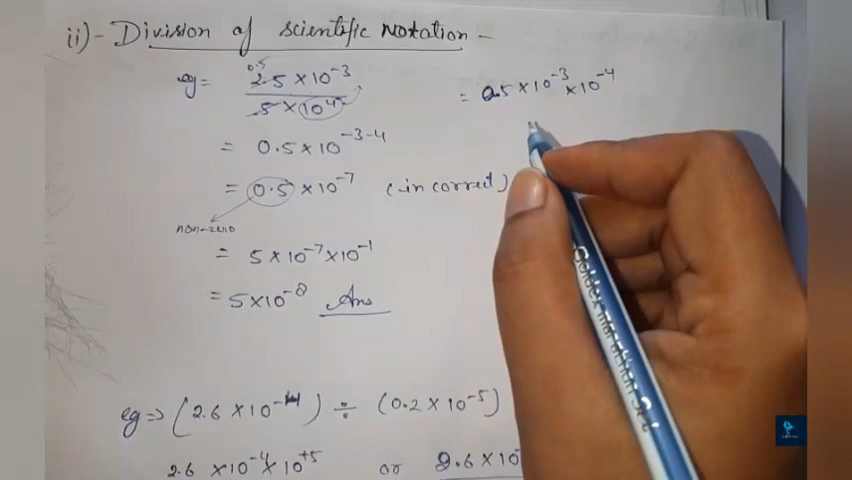 ii)- Division of scientific Notation -
0.5
eg= 2.5 × 10⁻³ = 0.5 × 10⁻³ × 10⁻⁴
.5 × 10⁴
= 0.5 × 10⁻³⁻⁴
= 0.5 × 10⁻⁷ (incorrect)
non-zero
= 5 × 10⁻⁷ × 10⁻¹
= 5 × 10⁻⁸ Ans
eg ⇒ (2.6 × 10⁻⁴) ÷ (0.2 × 10⁻⁵)
2.6 × 10⁻⁴ × 10⁺⁵ or 2.6 × 10
Goldex